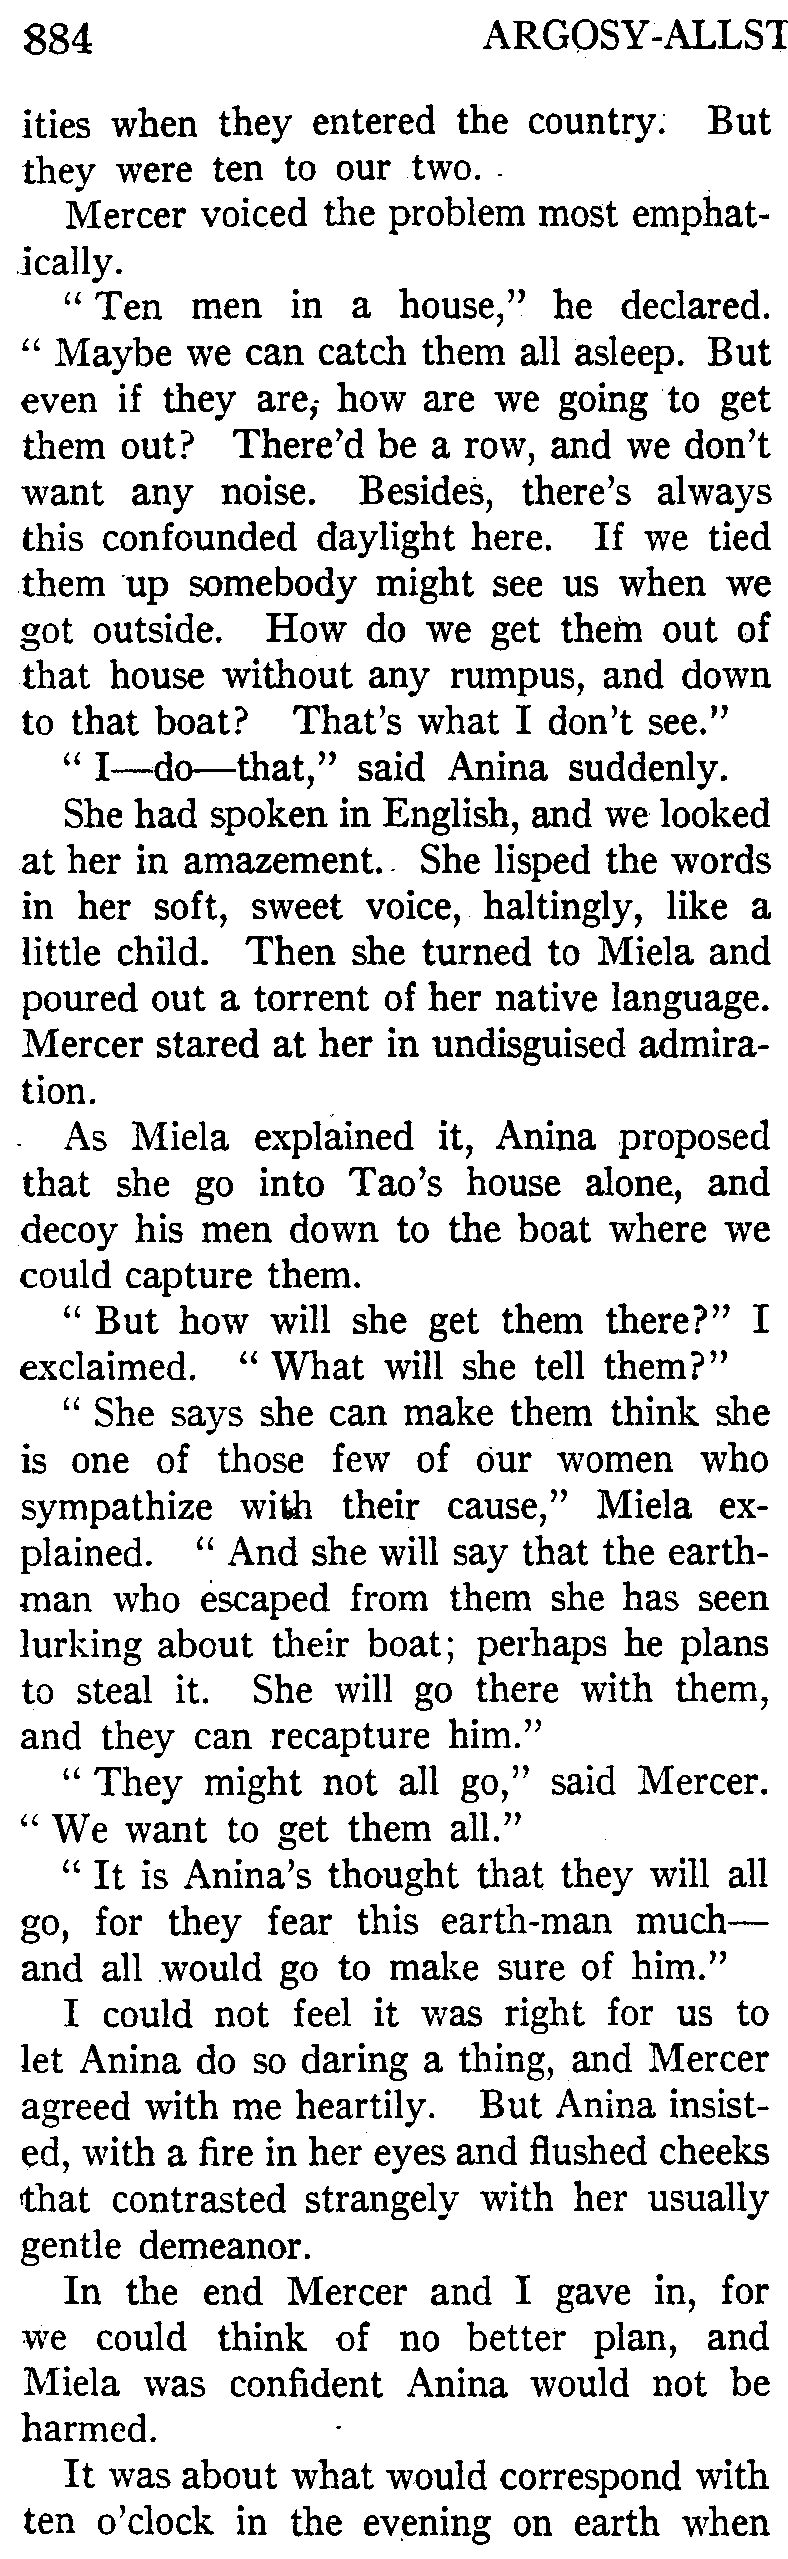 884 ARGOSY-ALLST
ities when they entered the country. But
they were ten to our two.
Mercer voiced the problem most emphat-
ically.
“ Ten men in a house,” he declared.
“ Maybe we can catch them all asleep. But
even if they are, how are we going to get
them out? There’d be a row, and we don’t
want any noise. Besides, there’s always
this confounded daylight here. If we tied
them up somebody might see us when we
got outside. How do we get them out of
that house without any rumpus, and down
to that boat? That’s what I don’t see.”
“ I—do—that,” said Anina suddenly.
She had spoken in English, and we looked
at her in amazement. She lisped the words
in her soft, sweet voice, haltingly, like a
little child. Then she turned to Miela and
poured out a torrent of her native language.
Mercer stared at her in undisguised admira-
tion.
As Miela explained it, Anina proposed
that she go into Tao’s house alone, and
decoy his men down to the boat where we
could capture them.
“ But how will she get them there?” I
exclaimed. “ What will she tell them?”
“ She says she can make them think she
is one of those few of our women who
sympathize with their cause,” Miela ex-
plained. “ And she will say that the earth-
man who escaped from them she has seen
lurking about their boat; perhaps he plans
to steal it. She will go there with them,
and they can recapture him.”
“ They might not all go,” said Mercer.
“ We want to get them all.”
“ It is Anina’s thought that they will all
go, for they fear this earth-man much—
and all would go to make sure of him.”
I could not feel it was right for us to
let Anina do so daring a thing, and Mercer
agreed with me heartily. But Anina insist-
ed, with a fire in her eyes and flushed cheeks
that contrasted strangely with her usually
gentle demeanor.
In the end Mercer and I gave in, for
we could think of no better plan, and
Miela was confident Anina would not be
harmed.
It was about what would correspond with
ten o’clock in the evening on earth when